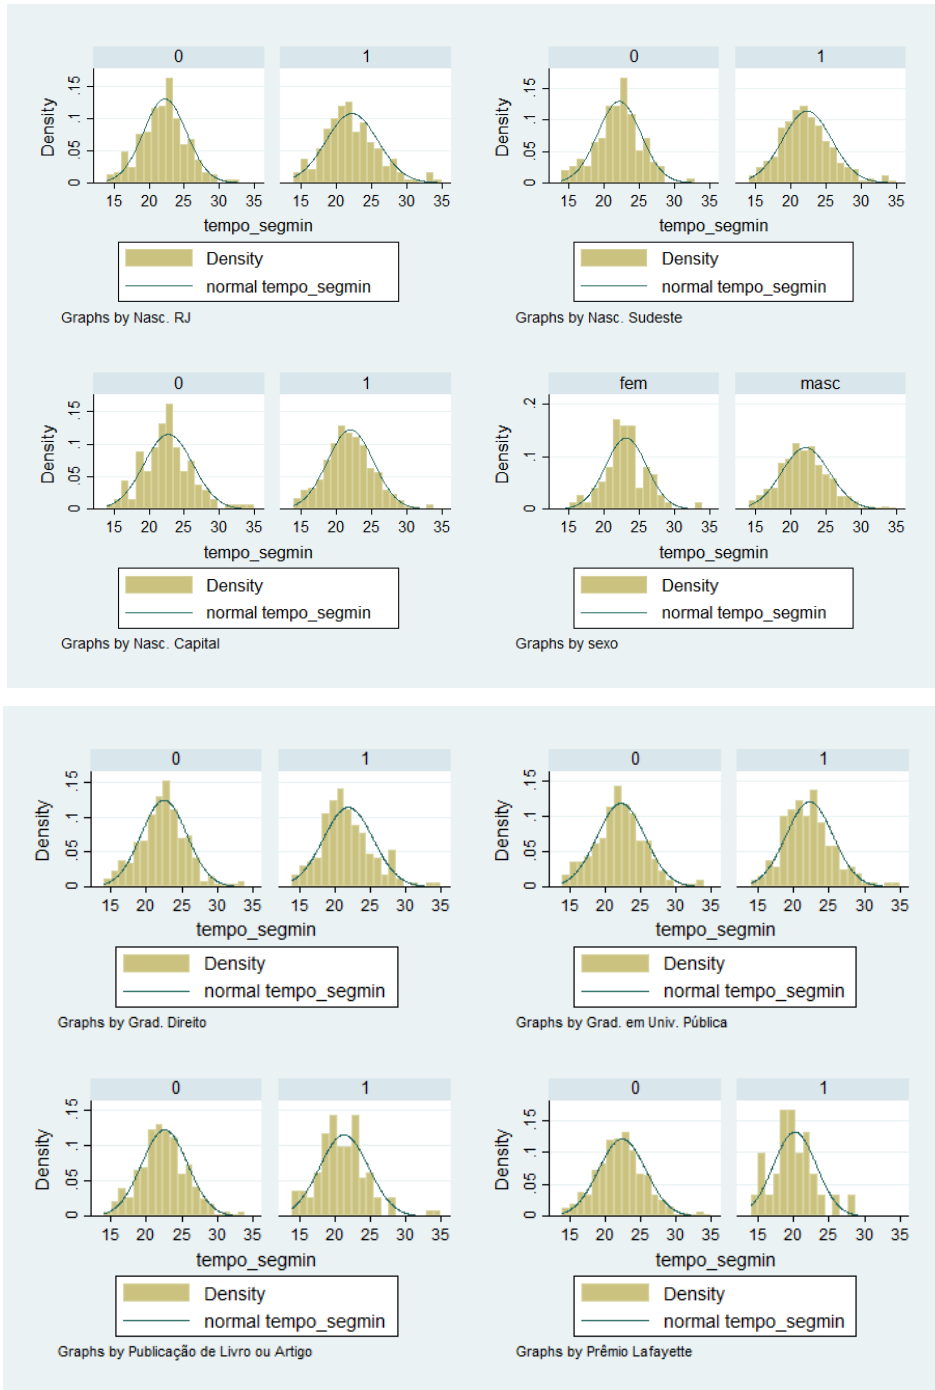 0 1
Density
0 .05 .1 .15
15 20 25 30 35 15 20 25 30 35
tempo_segmin
Density
normal tempo_segmin
Graphs by Nasc. RJ
0 1
Density
0 .05 .1 .15
15 20 25 30 35 15 20 25 30 35
tempo_segmin
Density
normal tempo_segmin
Graphs by Nasc. Sudeste
0 1
Density
0 .05 .1 .15
15 20 25 30 35 15 20 25 30 35
tempo_segmin
Density
normal tempo_segmin
Graphs by Nasc. Capital
fem masc
Density
0 .1 .2
15 20 25 30 35 15 20 25 30 35
tempo_segmin
Density
normal tempo_segmin
Graphs by sexo
0 1
Density
0 .05 .1 .15
15 20 25 30 35 15 20 25 30 35
tempo_segmin
Density
normal tempo_segmin
Graphs by Grad. Direito
0 1
Density
0 .05 .1 .15
15 20 25 30 35 15 20 25 30 35
tempo_segmin
Density
normal tempo_segmin
Graphs by Grad. em Univ. Pública
0 1
Density
0 .05 .1 .15
15 20 25 30 35 15 20 25 30 35
tempo_segmin
Density
normal tempo_segmin
Graphs by Publicação de Livro ou Artigo
0 1
Density
0 .05 .1 .15
15 20 25 30 35 15 20 25 30 35
tempo_segmin
Density
normal tempo_segmin
Graphs by Prêmio Lafayette